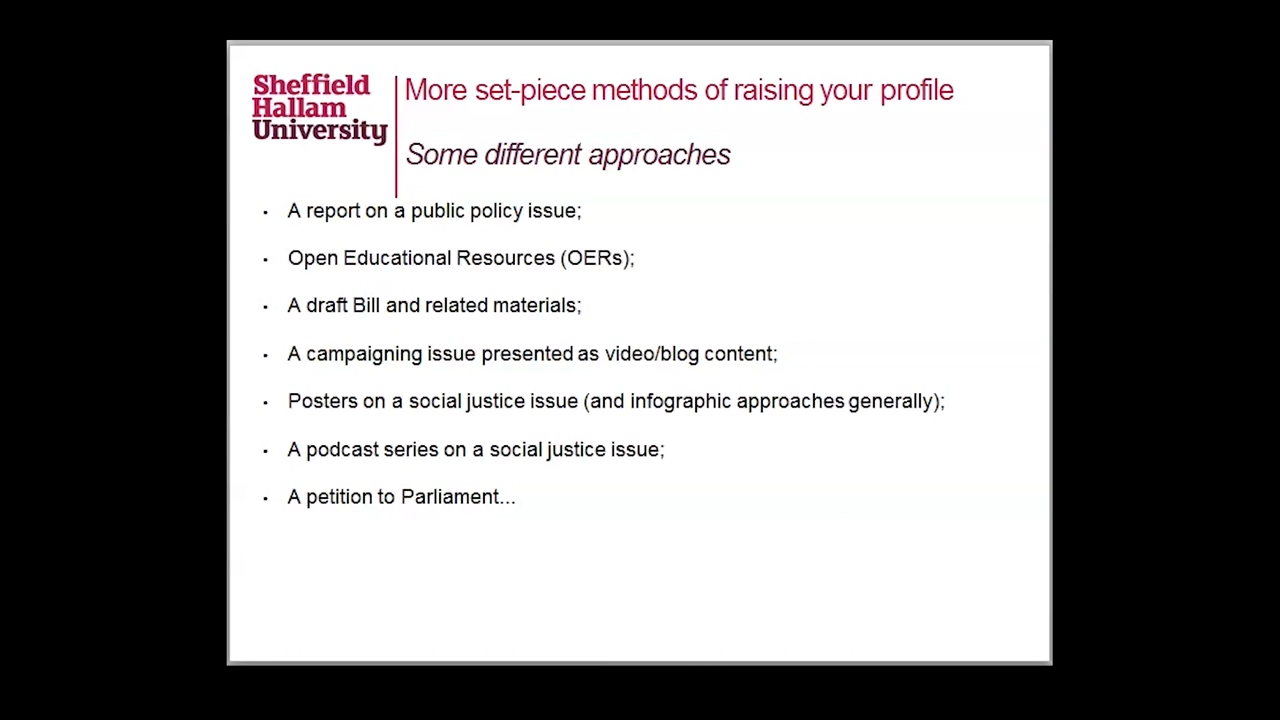 Sheffield
Hallam
University
More set-piece methods of raising your profile
Some different approaches
· A report on a public policy issue;
· Open Educational Resources (OERs);
· A draft Bill and related materials;
· A campaigning issue presented as video/blog content;
· Posters on a social justice issue (and infographic approaches generally);
· A podcast series on a social justice issue;
· A petition to Parliament...